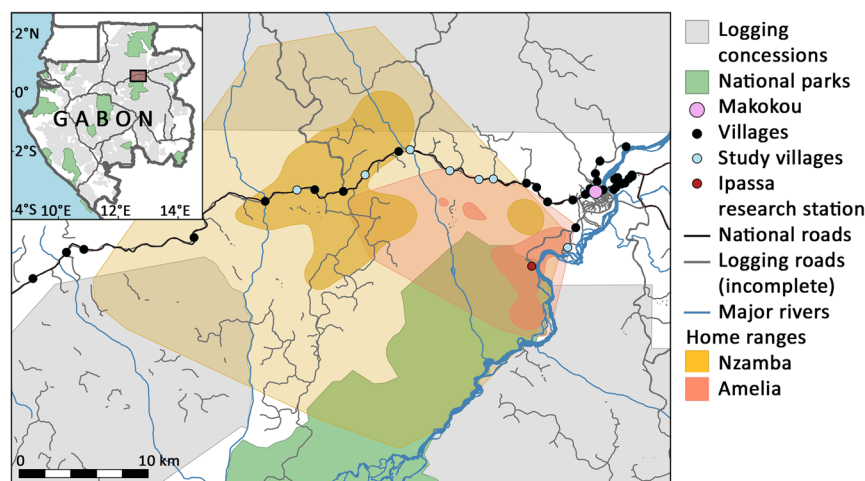 2°N
0°
2°S
4°S
10°E 12°E 14°E
GABON
0 10 km
Logging
concessions
National parks
Makokou
Villages
Study villages
Ipassa
research station
National roads
Logging roads
(incomplete)
Major rivers
Home ranges
Nzamba
Amelia